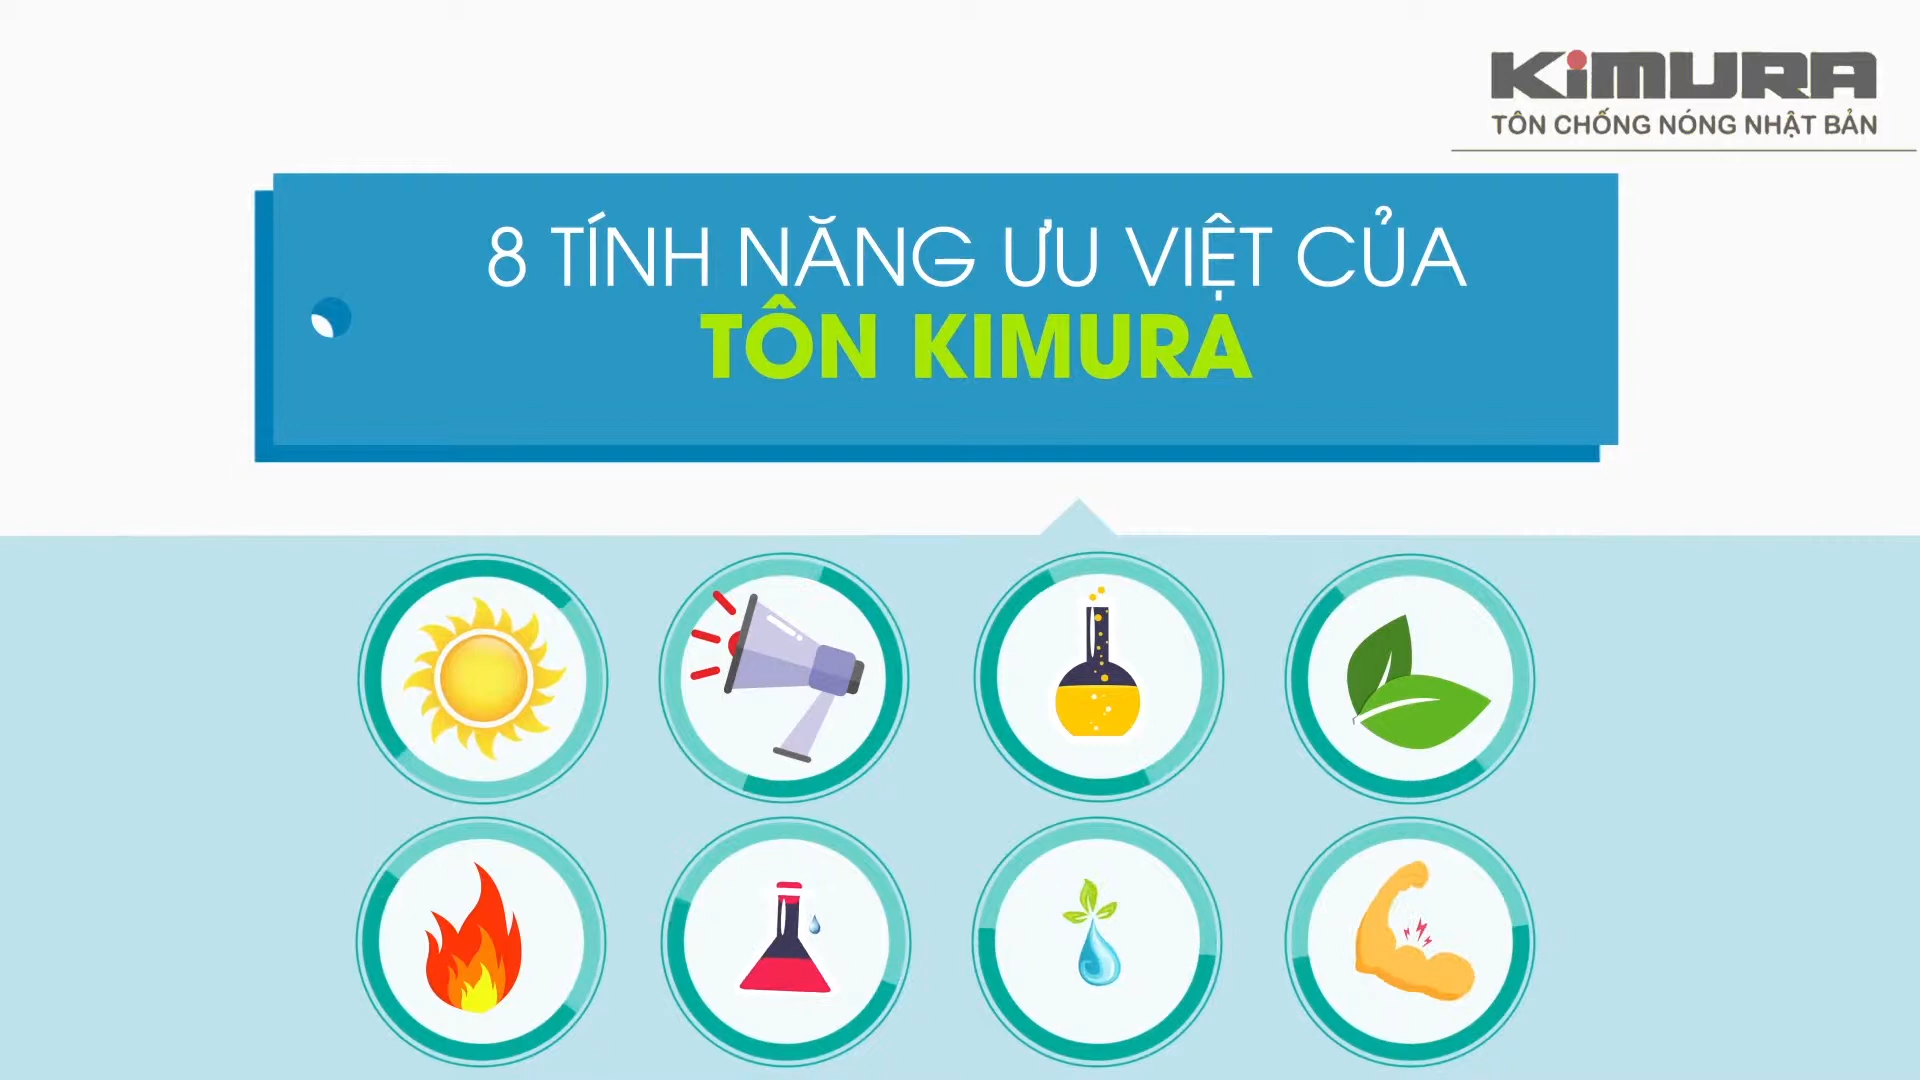 KiMURA
TÔN CHỐNG NÓNG NHẬT BẢN
8 TÍNH NĂNG ƯU VIỆT CỦA
TÔN KIMURA